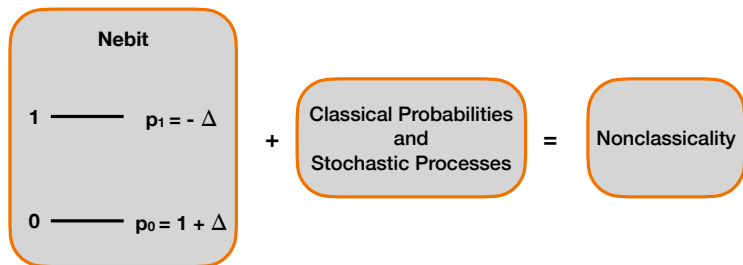 Nebit
1 p₁ = - Δ
0 p₀ = 1 + Δ
+
Classical Probabilities
and
Stochastic Processes
=
Nonclassicality